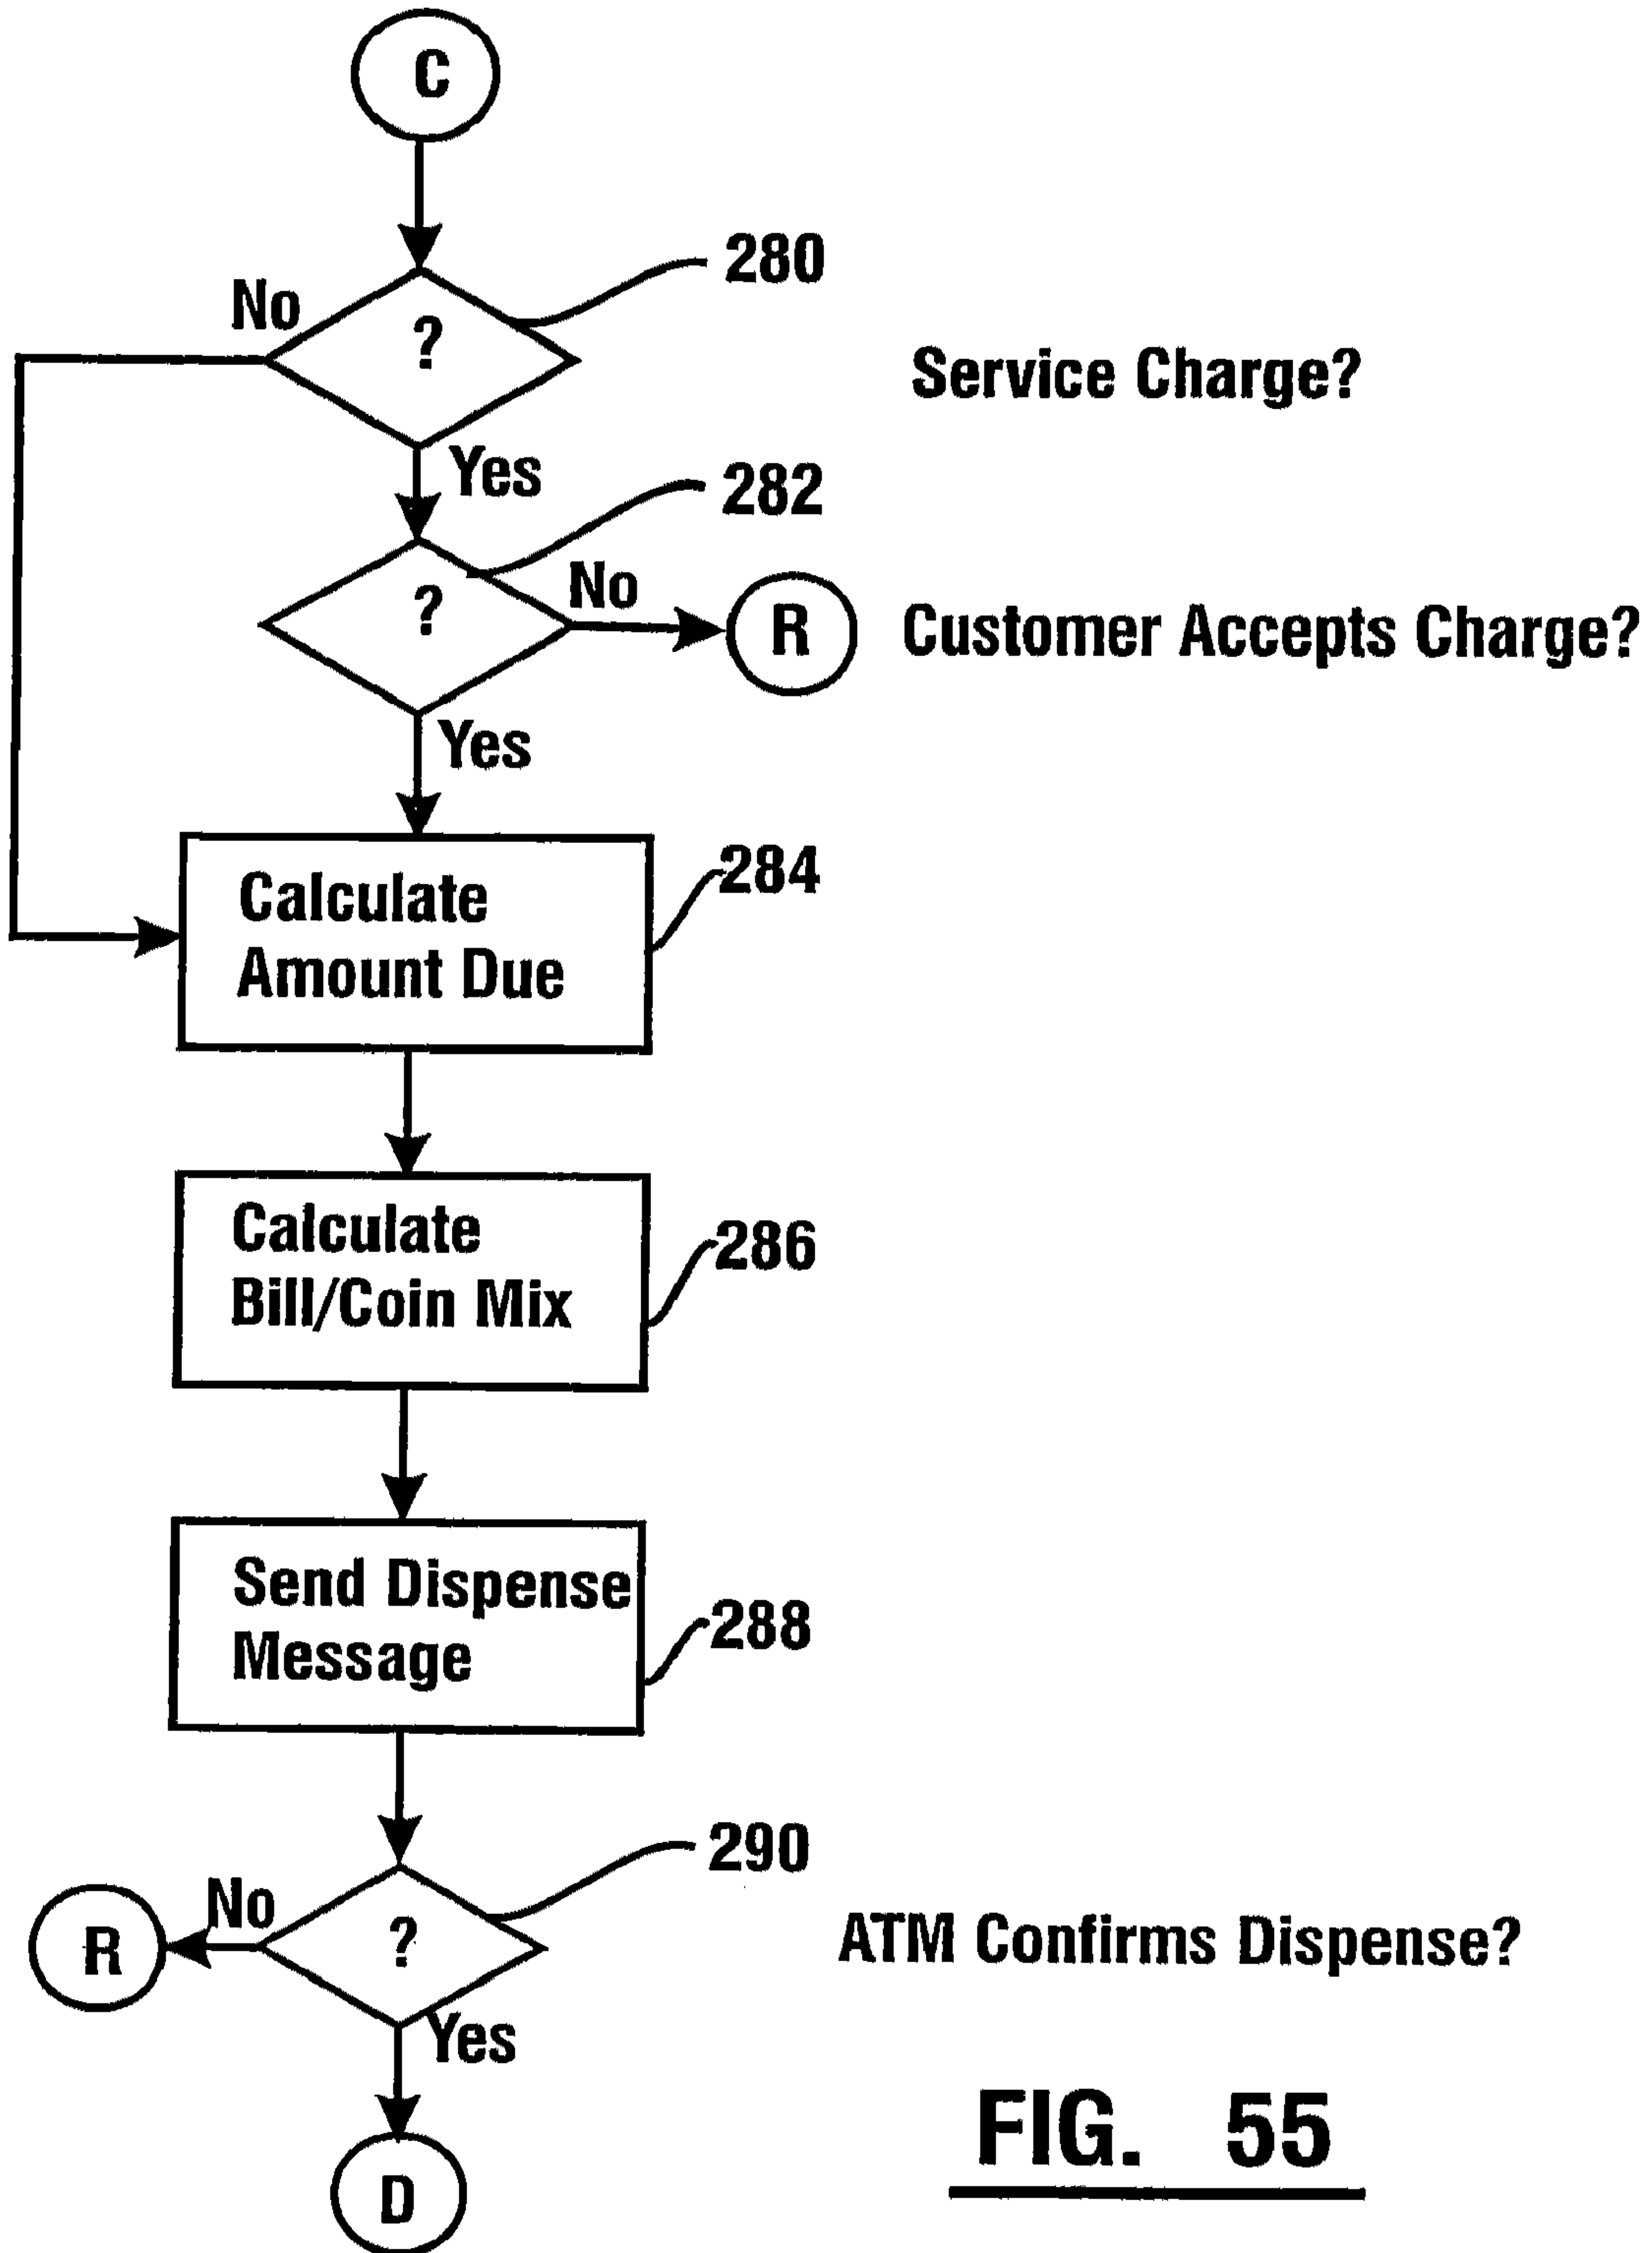 C
280
No
?
Service Charge?
Yes
282
No
?
R
Customer Accepts Charge?
Yes
284
Calculate
Amount Due
Calculate
286
Bill/Coin Mix
Send Dispense
288
Message
290
No
R
?
ATM Confirms Dispense?
Yes
FIG. 55
D